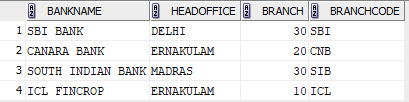 BANKNAME HEADOFFICE BRANCH BRANCHCODE
1 SBI BANK DELHI 30 SBI
2 CANARA BANK ERNAKULAM 20 CNB
3 SOUTH INDIAN BANK MADRAS 30 SIB
4 ICL FINCROP ERNAKULAM 10 ICL